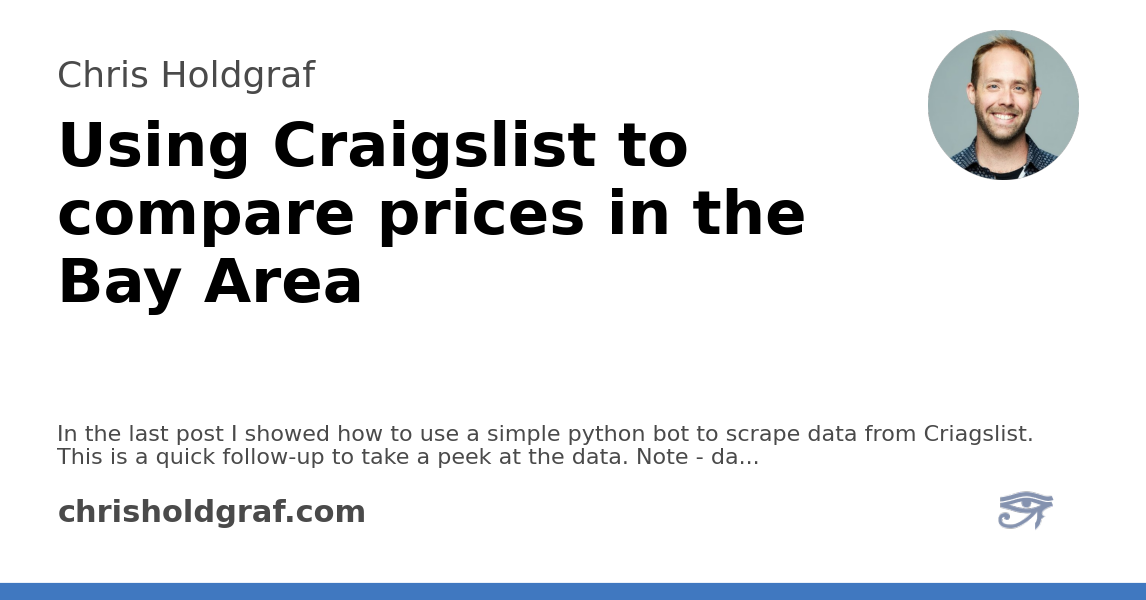 Chris Holdgraf
Using Craigslist to
compare prices in the
Bay Area
In the last post I showed how to use a simple python bot to scrape data from Criagslist.
This is a quick follow-up to take a peek at the data. Note - da...
chrisholdgraf.com